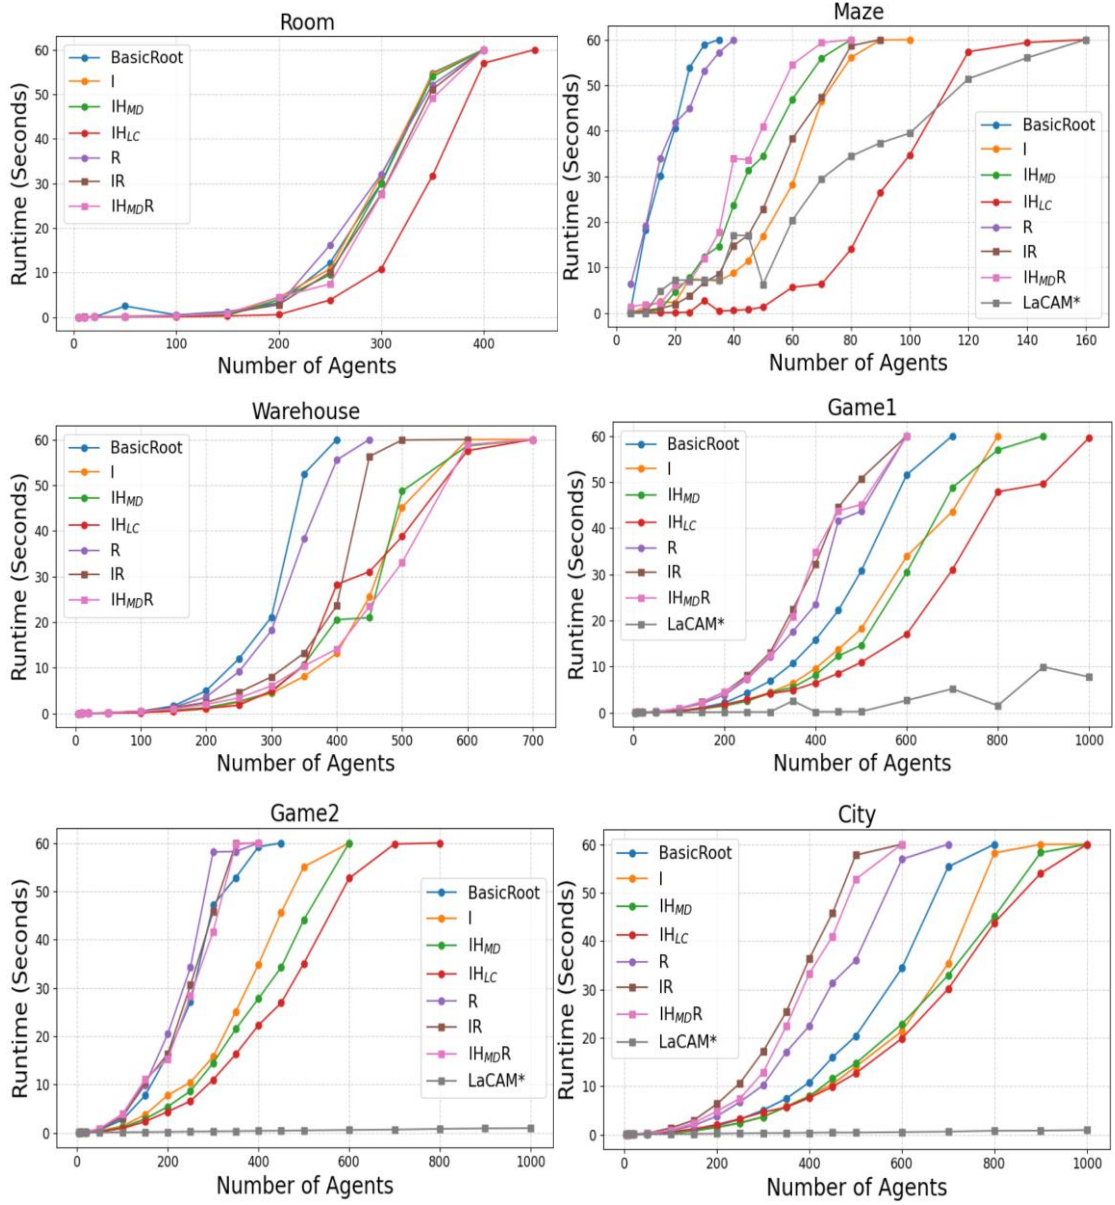 Room
Runtime (Seconds)
60
50
40
30
20
10
0
BasicRoot
I
IH_MD
IH_LC
R
IR
IH_MDR
0 100 200 300 400
Number of Agents
Maze
Runtime (Seconds)
60
50
40
30
20
10
0
BasicRoot
I
IH_MD
IH_LC
R
IR
IH_MDR
LaCAM*
0 20 40 60 80 100 120 140 160
Number of Agents
Warehouse
Runtime (Seconds)
60
50
40
30
20
10
0
BasicRoot
I
IH_MD
IH_LC
R
IR
IH_MDR
0 100 200 300 400 500 600 700
Number of Agents
Game1
Runtime (Seconds)
60
50
40
30
20
10
0
BasicRoot
I
IH_MD
IH_LC
R
IR
IH_MDR
LaCAM*
0 200 400 600 800 1000
Number of Agents
Game2
Runtime (Seconds)
60
50
40
30
20
10
0
BasicRoot
I
IH_MD
IH_LC
R
IR
IH_MDR
LaCAM*
0 200 400 600 800 1000
Number of Agents
City
Runtime (Seconds)
60
50
40
30
20
10
0
BasicRoot
I
IH_MD
IH_LC
R
IR
IH_MDR
LaCAM*
0 200 400 600 800 1000
Number of Agents